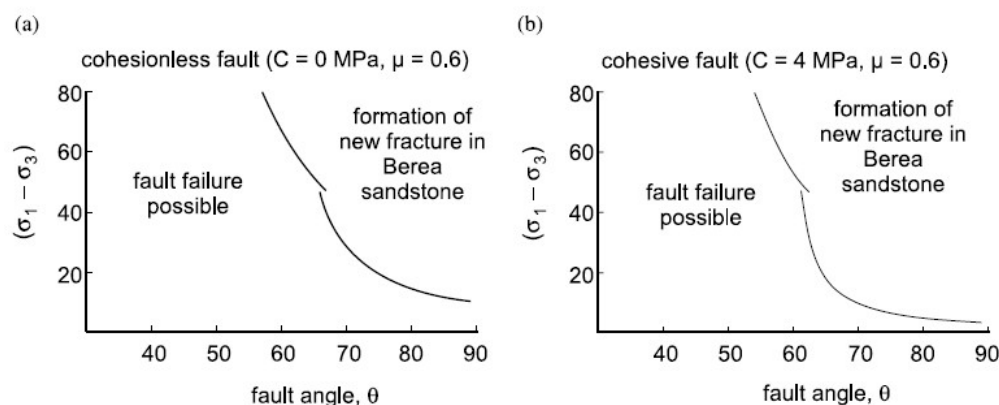 (a)
cohesionless fault (C = 0 MPa, μ = 0.6)
80
60
40
20
(σ1 − σ3)
formation of
new fracture in
Berea
sandstone
fault failure
possible
40 50 60 70 80 90
fault angle, θ
(b)
cohesive fault (C = 4 MPa, μ = 0.6)
80
60
40
20
(σ1 − σ3)
formation of
new fracture in
Berea
sandstone
fault failure
possible
40 50 60 70 80 90
fault angle, θ